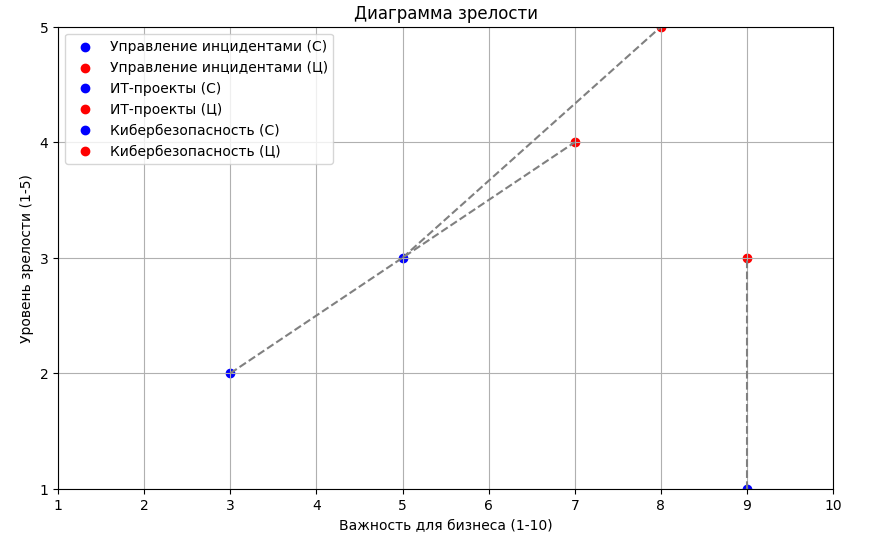 Диаграмма зрелости
Управление инцидентами (С)
Управление инцидентами (Ц)
ИТ-проекты (С)
ИТ-проекты (Ц)
Кибербезопасность (С)
Кибербезопасность (Ц)
Уровень зрелости (1-5)
5
4
3
2
1
1 2 3 4 5 6 7 8 9 10
Важность для бизнеса (1-10)